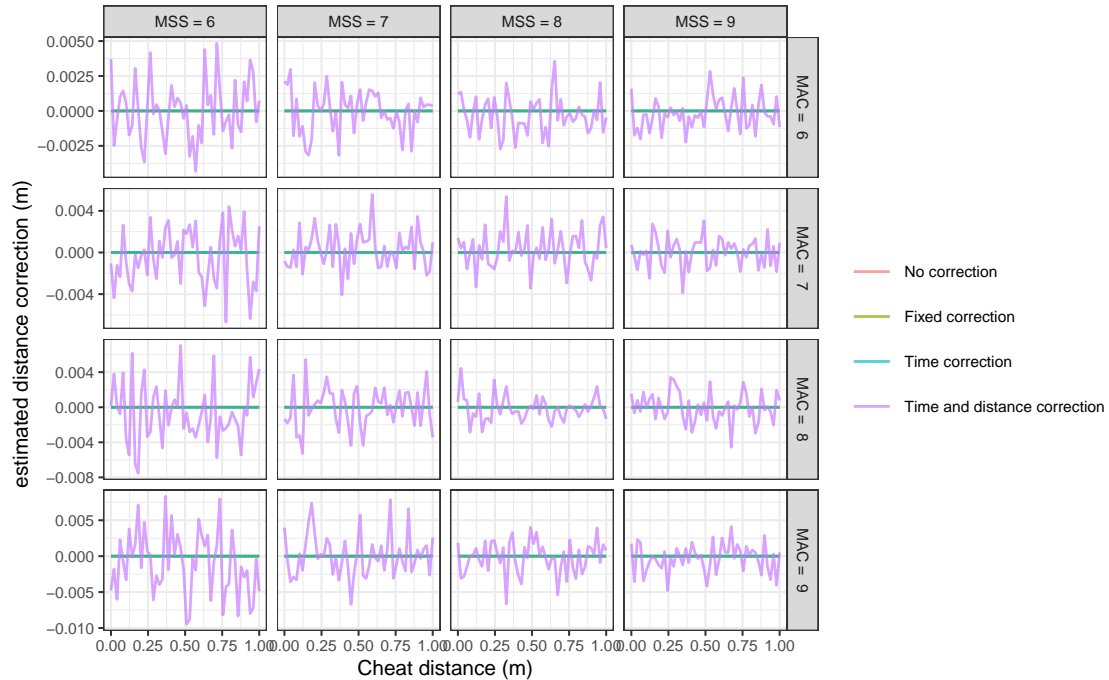 MSS = 6
MSS = 7
MSS = 8
MSS = 9
estimated distance correction (m)
0.0050
0.0025
0.0000
−0.0025
MAC = 6
0.004
0.000
−0.004
MAC = 7
0.004
0.000
−0.004
−0.008
MAC = 8
0.005
0.000
−0.005
−0.010
MAC = 9
0.00 0.25 0.50 0.75 1.00
0.00 0.25 0.50 0.75 1.00
0.00 0.25 0.50 0.75 1.00
0.00 0.25 0.50 0.75 1.00
Cheat distance (m)
No correction
Fixed correction
Time correction
Time and distance correction